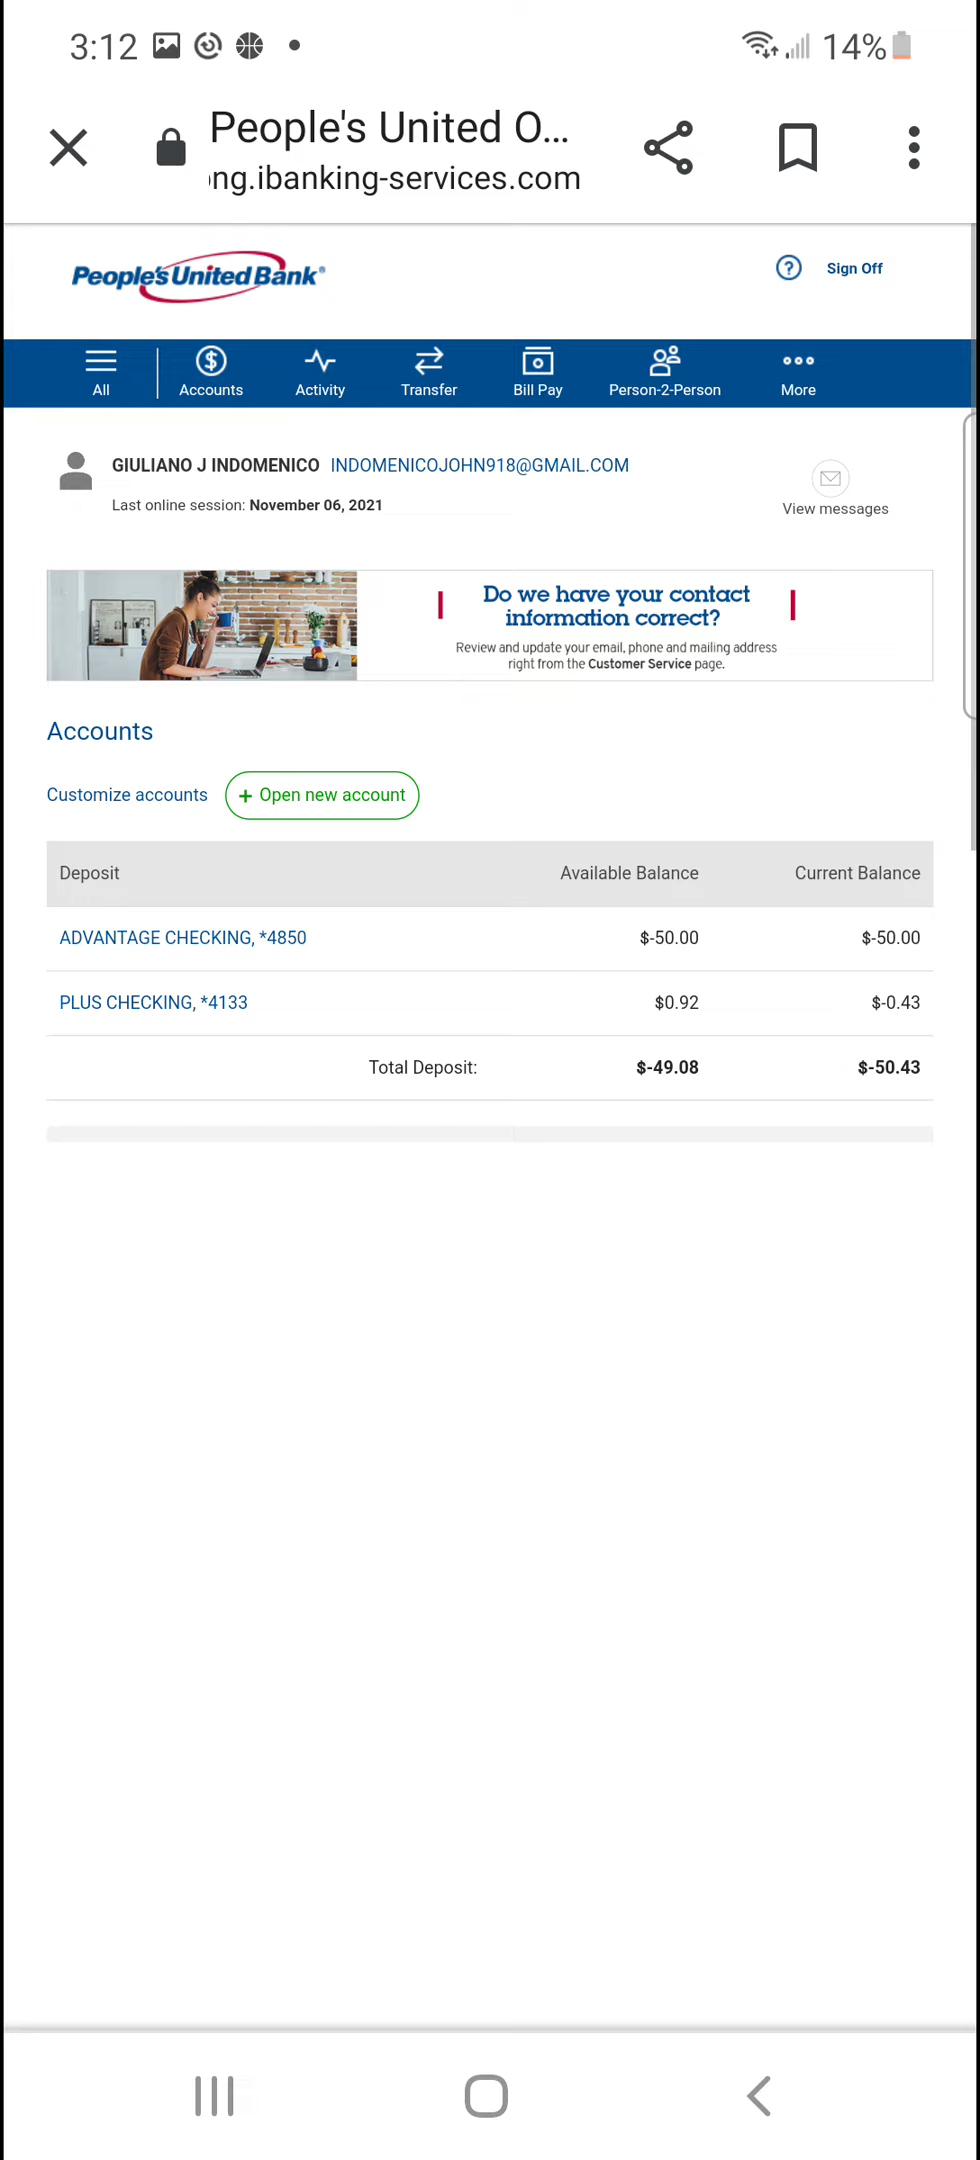 3:12 14%
People's United O...
ng.ibanking-services.com
People's United Bank®
? Sign Off
All Accounts Activity Transfer Bill Pay Person-2-Person More
GIULIANO J INDOMENICO INDOMENICOJOHN918@GMAIL.COM
Last online session: November 06, 2021
View messages
Do we have your contact
information correct?
Review and update your email, phone and mailing address
right from the Customer Service page.
Accounts
Customize accounts + Open new account
Deposit Available Balance Current Balance
ADVANTAGE CHECKING, *4850 $-50.00 $-50.00
PLUS CHECKING, *4133 $0.92 $-0.43
Total Deposit: $-49.08 $-50.43